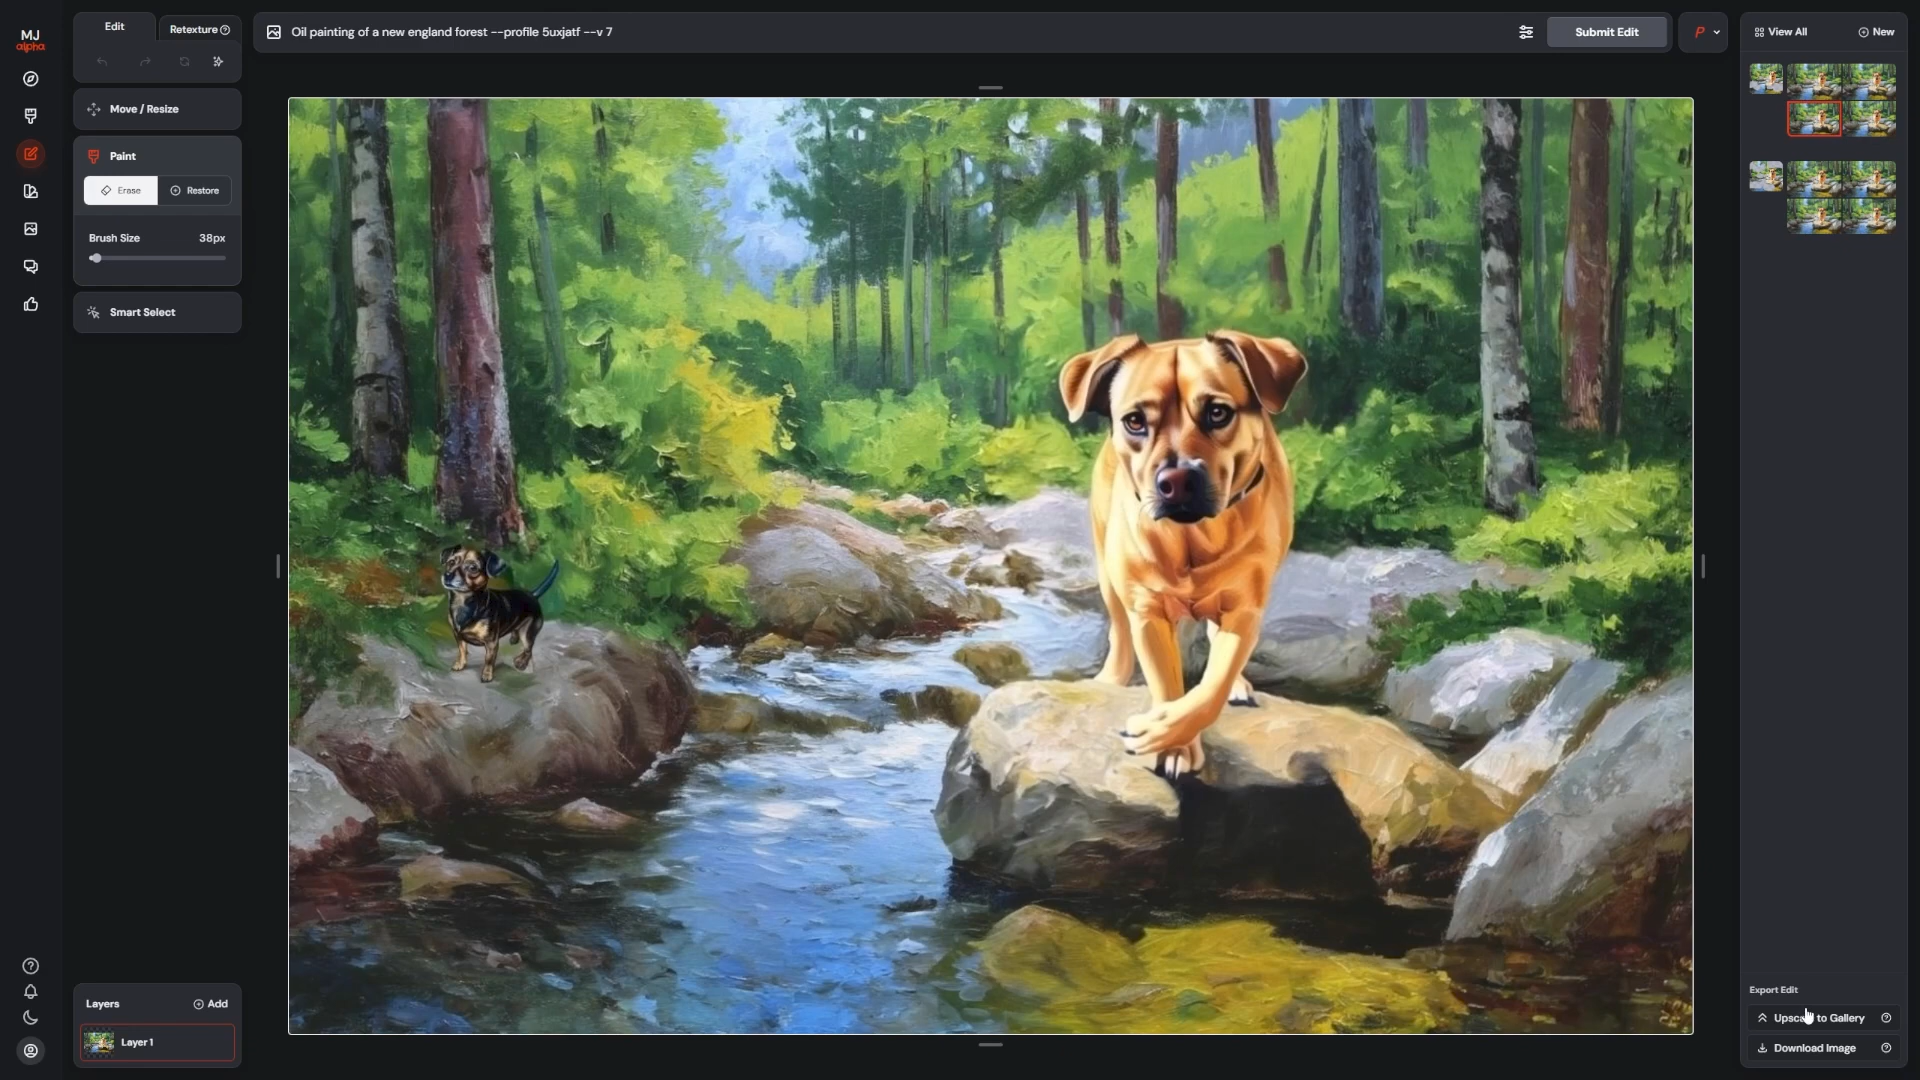 MJ
alpha
Edit
Retexture
Move / Resize
Paint
Erase
Restore
Brush Size
38px
Smart Select
Layers
Add
Layer 1
Oil painting of a new england forest --profile 5uxjatf --v 7
Submit Edit
P
View All
New
Export Edit
to Gallery
Download Image